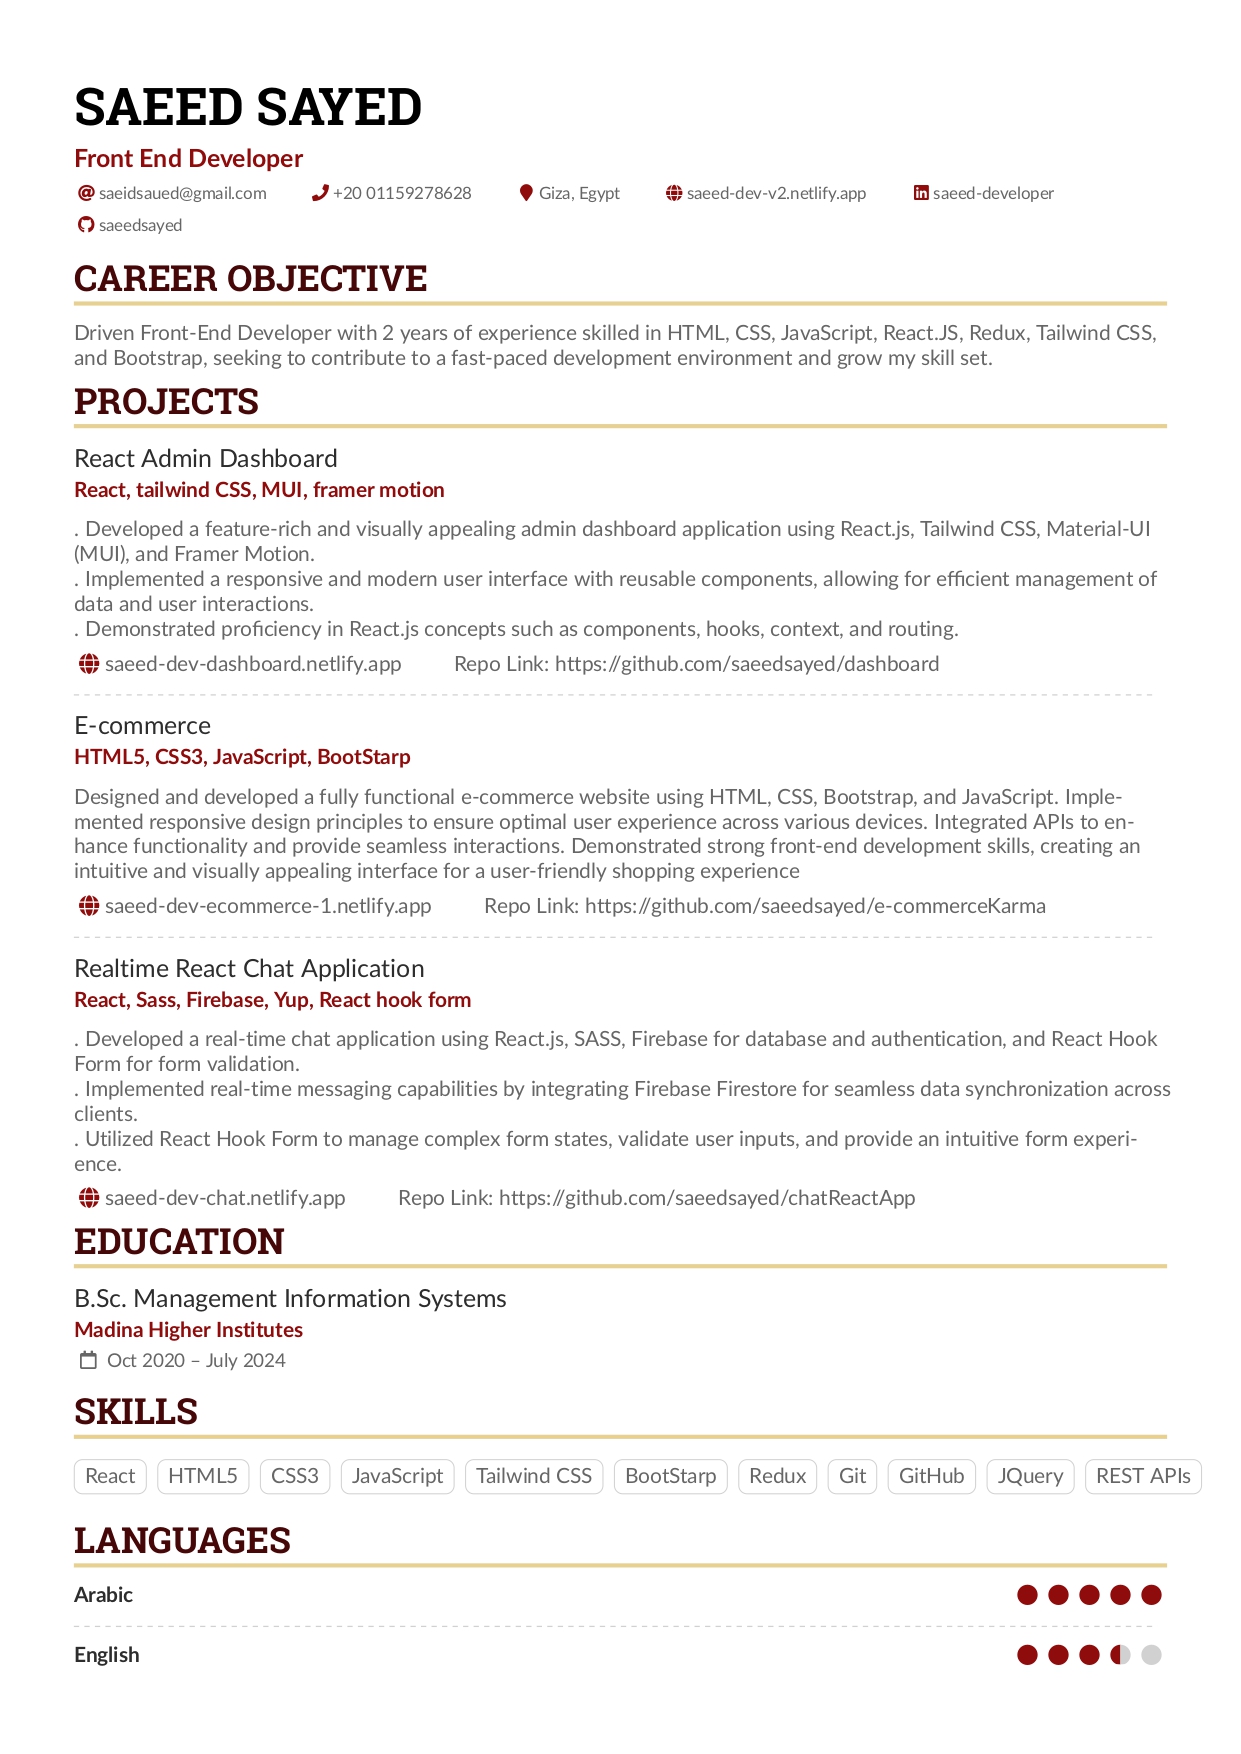 SAEED SAYED
Front End Developer
saeidsaued@gmail.com +20 01159278628 Giza, Egypt saeed-dev-v2.netlify.app saeed-developer
saeedsayed
CAREER OBJECTIVE
Driven Front-End Developer with 2 years of experience skilled in HTML, CSS, JavaScript, React.JS, Redux, Tailwind CSS,
and Bootstrap, seeking to contribute to a fast-paced development environment and grow my skill set.
PROJECTS
React Admin Dashboard
React, tailwind CSS, MUI, framer motion
. Developed a feature-rich and visually appealing admin dashboard application using React.js, Tailwind CSS, Material-UI
(MUI), and Framer Motion.
. Implemented a responsive and modern user interface with reusable components, allowing for efficient management of
data and user interactions.
. Demonstrated proficiency in React.js concepts such as components, hooks, context, and routing.
saeed-dev-dashboard.netlify.app Repo Link: https://github.com/saeedsayed/dashboard
E-commerce
HTML5, CSS3, JavaScript, BootStarp
Designed and developed a fully functional e-commerce website using HTML, CSS, Bootstrap, and JavaScript. Imple-
mented responsive design principles to ensure optimal user experience across various devices. Integrated APIs to en-
hance functionality and provide seamless interactions. Demonstrated strong front-end development skills, creating an
intuitive and visually appealing interface for a user-friendly shopping experience
saeed-dev-ecommerce-1.netlify.app Repo Link: https://github.com/saeedsayed/e-commerceKarma
Realtime React Chat Application
React, Sass, Firebase, Yup, React hook form
. Developed a real-time chat application using React.js, SASS, Firebase for database and authentication, and React Hook
Form for form validation.
. Implemented real-time messaging capabilities by integrating Firebase Firestore for seamless data synchronization across
clients.
. Utilized React Hook Form to manage complex form states, validate user inputs, and provide an intuitive form experi-
ence.
saeed-dev-chat.netlify.app Repo Link: https://github.com/saeedsayed/chatReactApp
EDUCATION
B.Sc. Management Information Systems
Madina Higher Institutes
Oct 2020 – July 2024
SKILLS
React HTML5 CSS3 JavaScript Tailwind CSS BootStarp Redux Git GitHub JQuery REST APIs
LANGUAGES
Arabic
English